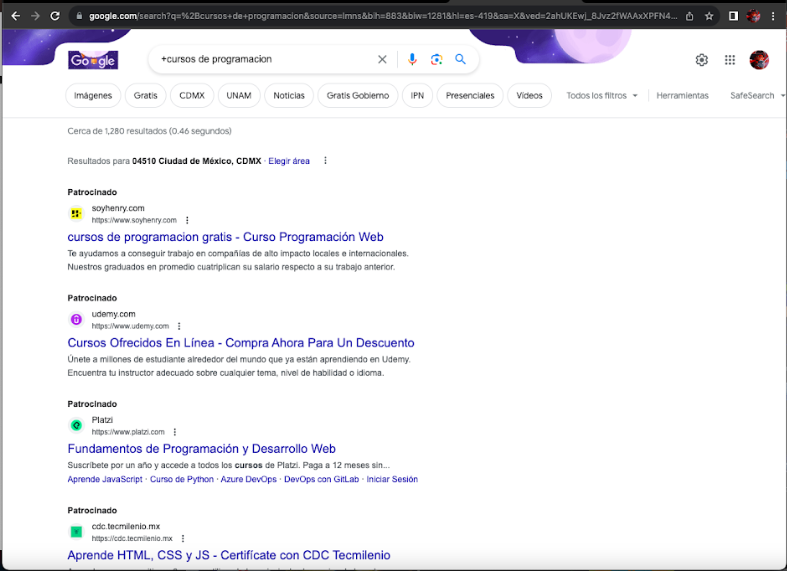 google.com/search?q=%2Bcursos+de+programacion&source=lmns&bih=883&biw=1281&hl=es-419&sa=X&ved=2ahUKEwj_8Jvz2fWAAxXPFN4...
Google
+cursos de programacion
Imágenes
Gratis
CDMX
UNAM
Noticias
Gratis Gobierno
IPN
Presenciales
Videos
Todos los filtros
Herramientas
SafeSearch
Cerca de 1,280 resultados (0.46 segundos)
Resultados para 04510 Ciudad de México, CDMX · Elegir área
Patrocinado
soyhenry.com
https://www.soyhenry.com
cursos de programacion gratis - Curso Programación Web
Te ayudamos a conseguir trabajo en compañías de alto impacto locales e internacionales.
Nuestros graduados en promedio cuatriplican su salario respecto a su trabajo anterior.
Patrocinado
udemy.com
https://www.udemy.com
Cursos Ofrecidos En Línea - Compra Ahora Para Un Descuento
Únete a millones de estudiante alrededor del mundo que ya están aprendiendo en Udemy.
Encuentra tu instructor adecuado sobre cualquier tema, nivel de habilidad o idioma.
Patrocinado
Platzi
https://www.platzi.com
Fundamentos de Programación y Desarrollo Web
Suscríbete por un año y accede a todos los cursos de Platzi. Paga a 12 meses sin...
Aprende JavaScript · Curso de Python · Azure DevOps · DevOps con GitLab · Iniciar Sesión
Patrocinado
cdc.tecmilenio.mx
https://cdc.tecmilenio.mx
Aprende HTML, CSS y JS - Certifícate con CDC Tecmilenio